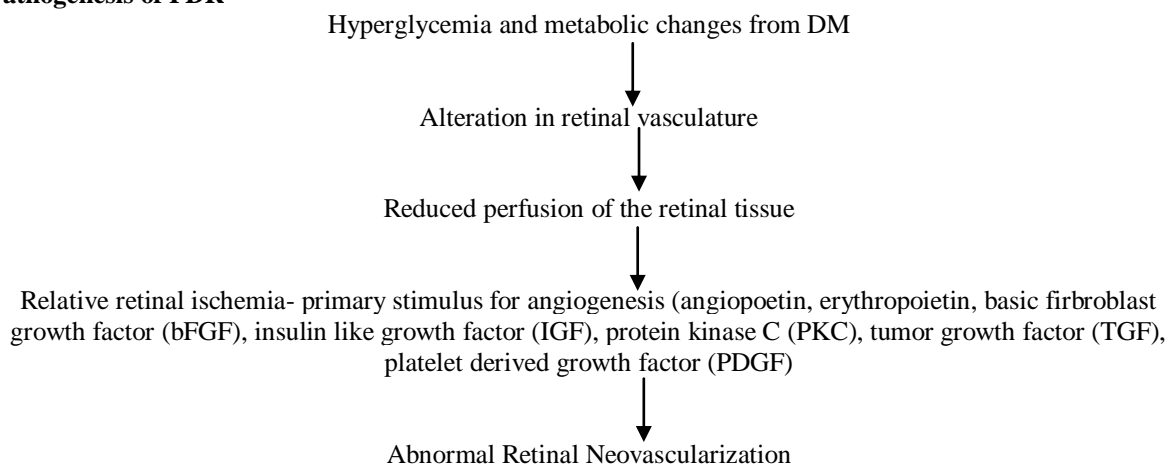 of PDR
Hyperglycemia and metabolic changes from DM
Alteration in retinal vasculature
Reduced perfusion of the retinal tissue
Relative retinal ischemia- primary stimulus for angiogenesis (angiopoetin, erythropoietin, basic firbroblast
growth factor (bFGF), insulin like growth factor (IGF), protein kinase C (PKC), tumor growth factor (TGF),
platelet derived growth factor (PDGF)
Abnormal Retinal Neovascularization